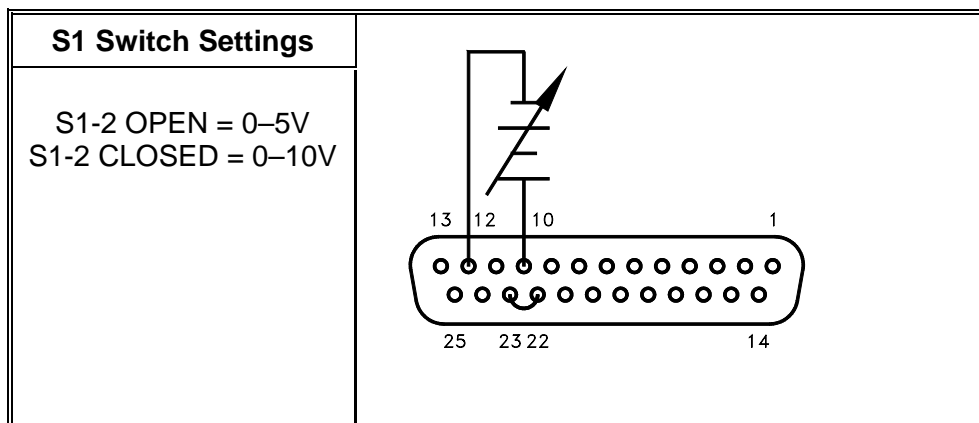 S1 Switch Settings
S1-2 OPEN = 0–5V
S1-2 CLOSED = 0–10V
13 12 10 1
25 23 22 14